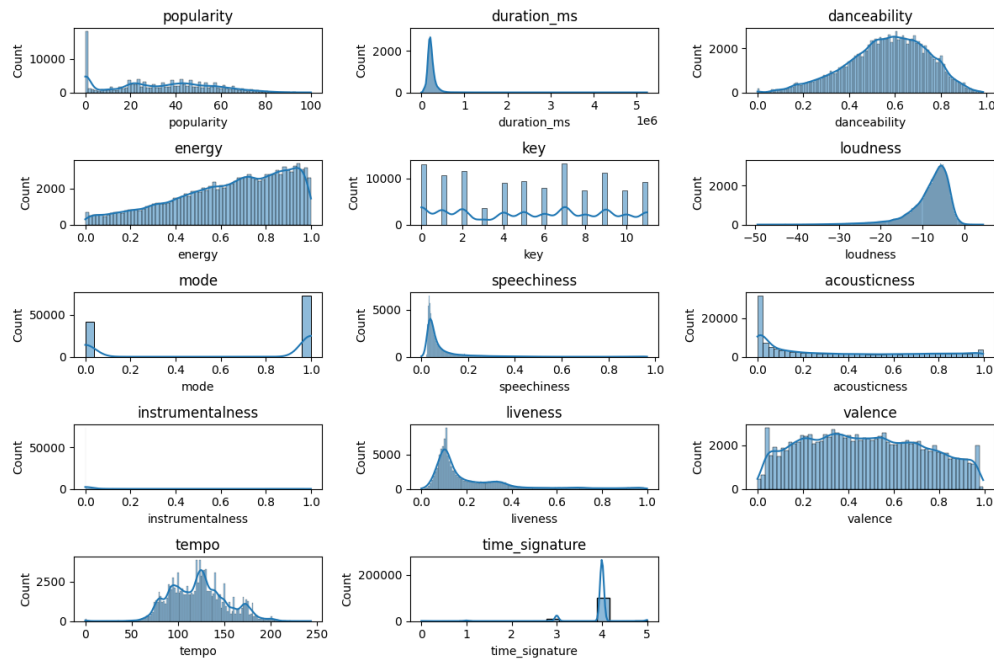 popularity
Count
10000
0
0 20 40 60 80 100
popularity
duration_ms
Count
2000
0
0 1 2 3 4 5
1e6
duration_ms
danceability
Count
2000
0
0.0 0.2 0.4 0.6 0.8 1.0
danceability
energy
Count
2000
0
0.0 0.2 0.4 0.6 0.8 1.0
energy
key
Count
10000
0
0 2 4 6 8 10
key
loudness
Count
2000
0
−50 −40 −30 −20 −10 0
loudness
mode
Count
50000
0
0.0 0.2 0.4 0.6 0.8 1.0
mode
speechiness
Count
5000
0
0.0 0.2 0.4 0.6 0.8 1.0
speechiness
acousticness
Count
20000
0
0.0 0.2 0.4 0.6 0.8 1.0
acousticness
instrumentalness
Count
50000
0
0.0 0.2 0.4 0.6 0.8 1.0
instrumentalness
liveness
Count
5000
0
0.0 0.2 0.4 0.6 0.8 1.0
liveness
valence
Count
2000
0
0.0 0.2 0.4 0.6 0.8 1.0
valence
tempo
Count
2500
0
0 50 100 150 200 250
tempo
time_signature
Count
200000
0
0 1 2 3 4 5
time_signature